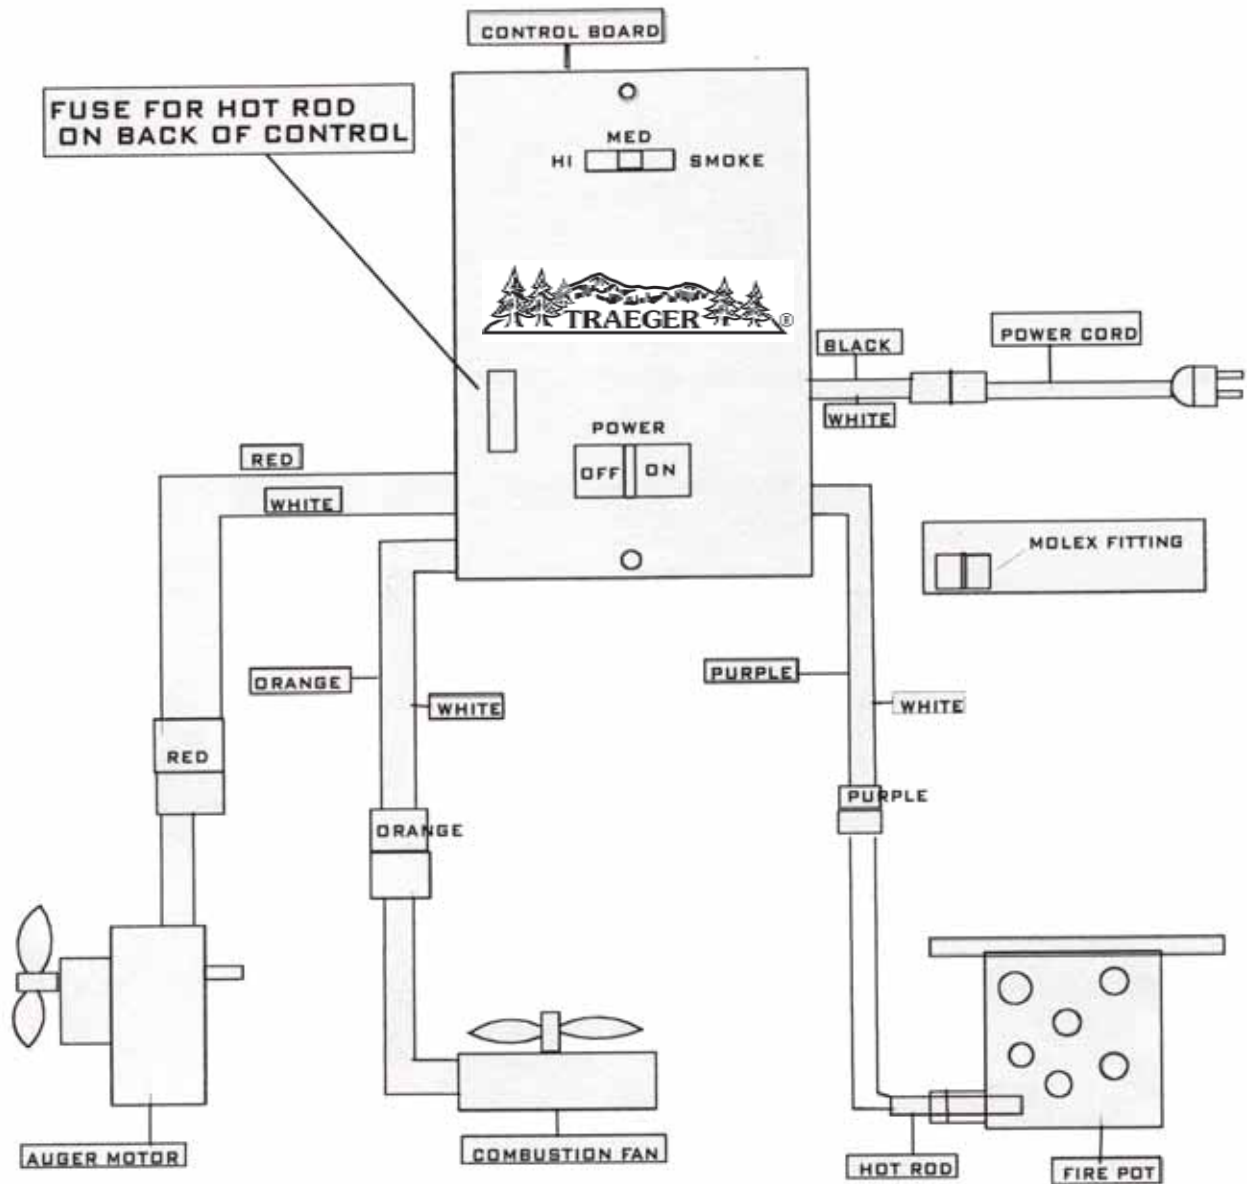 CONTROL BOARD
FUSE FOR HOT ROD
ON BACK OF CONTROL
MED
HI SMOKE
TRAEGER®
BLACK
POWER CORD
WHITE
POWER
OFF ON
RED
WHITE
MOLEX FITTING
ORANGE
WHITE
PURPLE
WHITE
RED
ORANGE
PURPLE
AUGER MOTOR
COMBUSTION FAN
HOT ROD
FIRE POT